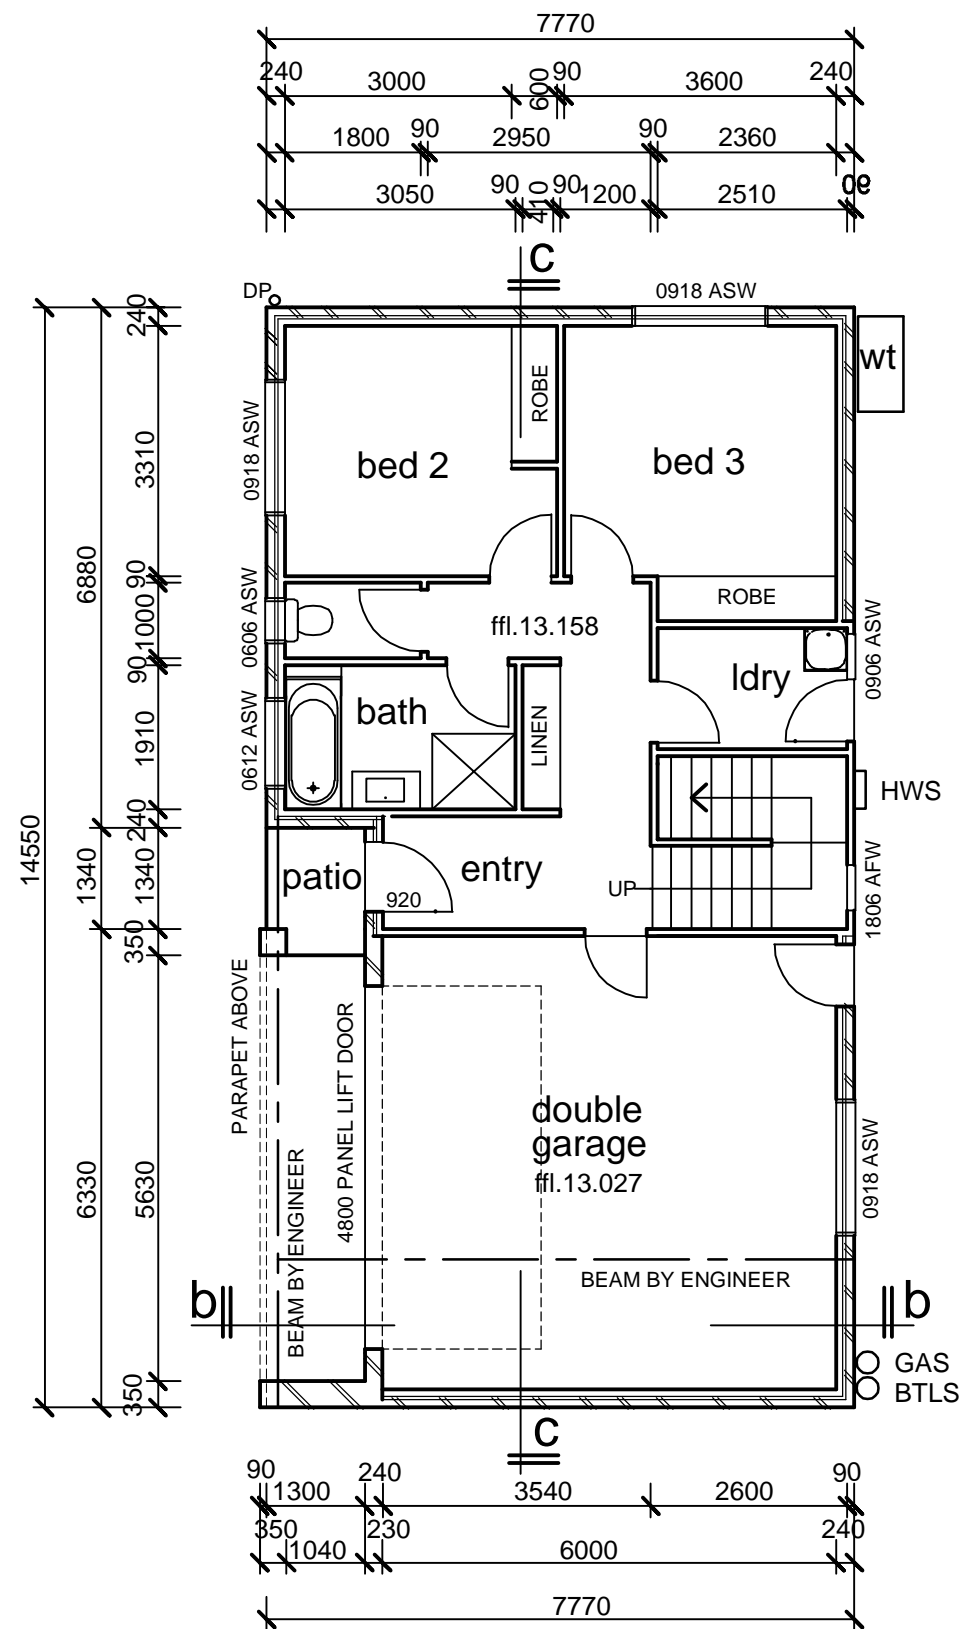 7770
240 3000 600 90 3600 240
1800 90 2950 90 2360
3050 90 410 90 1200 2510 90
c
DP
0918 ASW
wt
240
3310
90
1000
90
1910
240
1340
350
5630
350
6880
1340
6330
14550
0918 ASW
ROBE
bed 2
bed 3
0606 ASW
ffl.13.158
ROBE
0906 ASW
0612 ASW
bath
LINEN
ldry
HWS
patio
920
entry
UP
1806 AFW
PARAPET ABOVE
BEAM BY ENGINEER
4800 PANEL LIFT DOOR
double
garage
ffl.13.027
0918 ASW
BEAM BY ENGINEER
b
b
GAS
BTLS
c
90 1300 240 3540 2600 90
350 1040 230 6000 240
7770